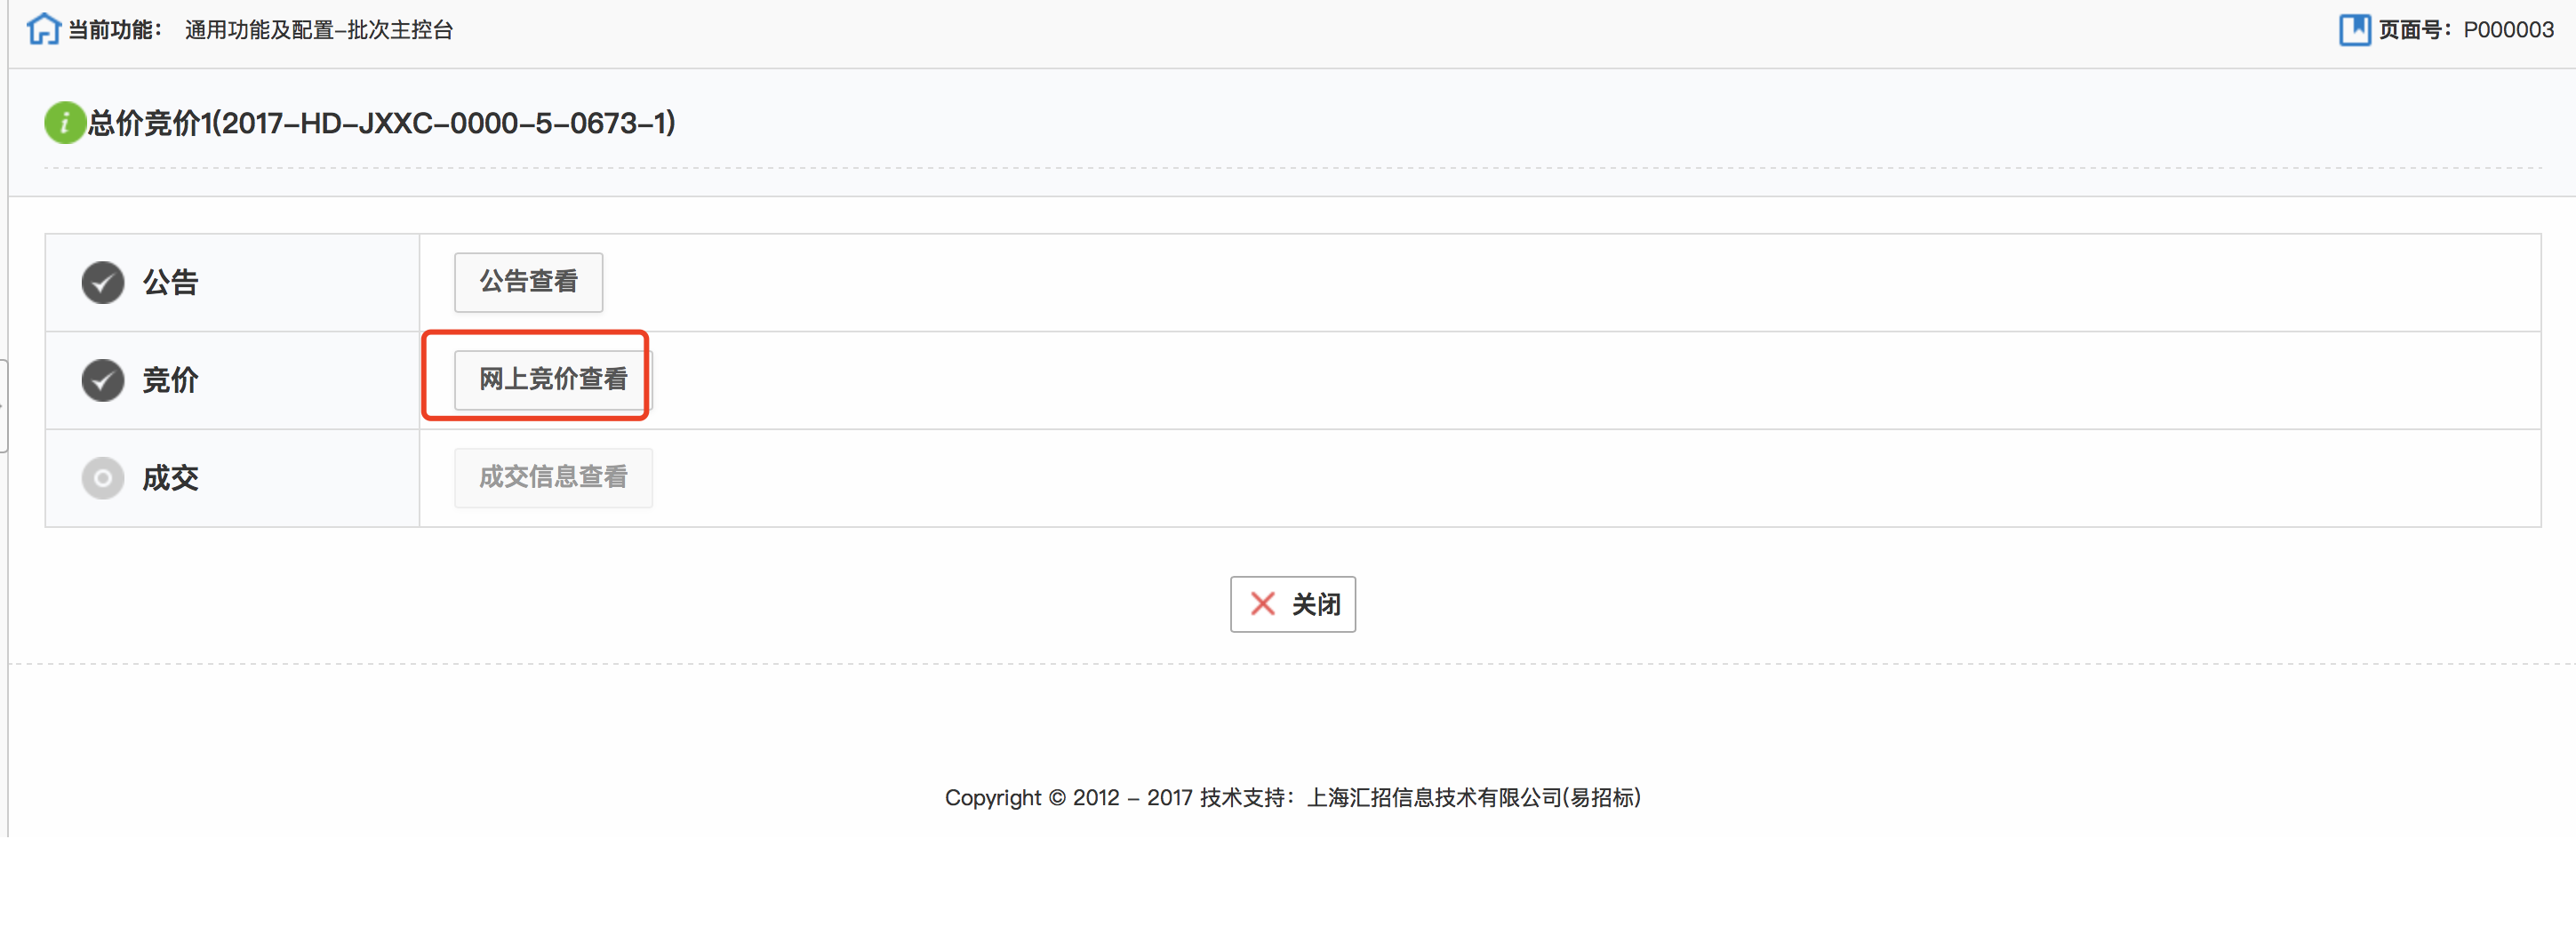 当前功能： 通用功能及配置–批次主控台
页面号：P000003
总价竞价1(2017–HD–JXXC–0000–5–0673–1)
公告 公告查看
竞价 网上竞价查看
成交 成交信息查看
关闭
Copyright © 2012 – 2017 技术支持：上海汇招信息技术有限公司(易招标)